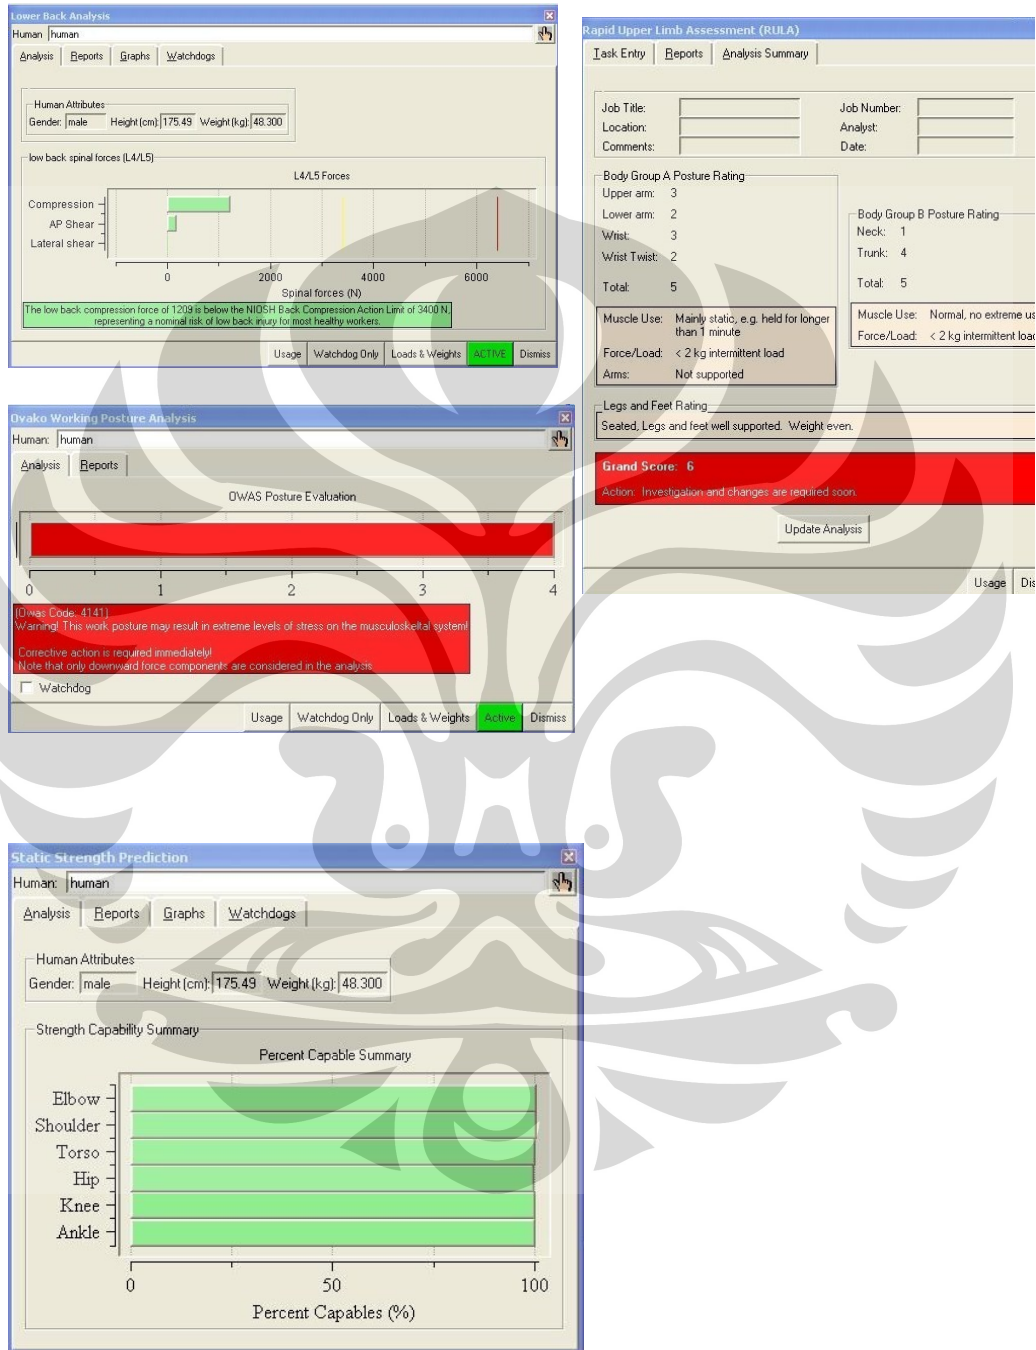 Lower Back Analysis
Human human
Analysis Reports Graphs Watchdogs
Human Attributes
Gender: male Height (cm): 175.49 Weight (kg): 48.300
low back spinal forces (L4/L5)
L4/L5 Forces
Compression
AP Shear
Lateral shear
0 2000 4000 6000
Spinal forces (N)
The low back compression force of 1209 is below the NIOSH Back Compression Action Limit of 3400 N,
representing a nominal risk of low back injury for most healthy workers.
Usage Watchdog Only Loads & Weights ACTIVE Dismiss
Rapid Upper Limb Assessment (RULA)
Task Entry Reports Analysis Summary
Job Title: Job Number:
Location: Analyst:
Comments: Date:
Body Group A Posture Rating
Upper arm: 3
Lower arm: 2
Wrist: 3
Wrist Twist: 2
Total: 5
Muscle Use: Mainly static, e.g. held for longer
than 1 minute
Force/Load: < 2 kg intermittent load
Arms: Not supported
Body Group B Posture Rating
Neck: 1
Trunk: 4
Total: 5
Muscle Use: Normal, no extreme us
Force/Load: < 2 kg intermittent load
Legs and Feet Rating
Seated, Legs and feet well supported. Weight even.
Grand Score: 6
Action: Investigation and changes are required soon.
Update Analysis
Usage Dis
Ovako Working Posture Analysis
Human: human
Analysis Reports
OWAS Posture Evaluation
0 1 2 3 4
(Owas Code: 4141)
Warning! This work posture may result in extreme levels of stress on the musculoskeltal system!
Corrective action is required immediately!
Note that only downward force components are considered in the analysis
Watchdog
Usage Watchdog Only Loads & Weights Active Dismiss
Static Strength Prediction
Human: human
Analysis Reports Graphs Watchdogs
Human Attributes
Gender: male Height (cm): 175.49 Weight (kg): 48.300
Strength Capability Summary
Percent Capable Summary
Elbow
Shoulder
Torso
Hip
Knee
Ankle
0 50 100
Percent Capables (%)